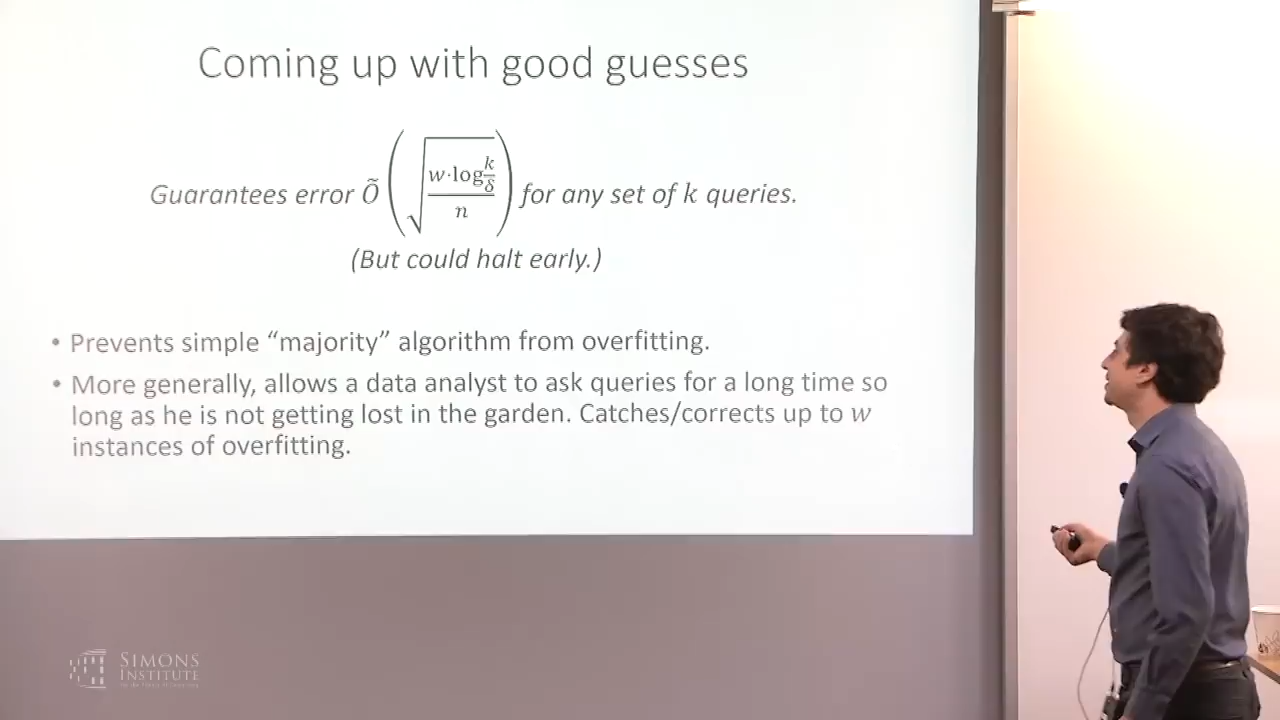 Coming up with good guesses
Guarantees error Õ(√(w·log(k/δ)/n)) for any set of k queries.
(But could halt early.)
• Prevents simple “majority” algorithm from overfitting.
• More generally, allows a data analyst to ask queries for a long time so
long as he is not getting lost in the garden. Catches/corrects up to w
instances of overfitting.
SIMONS
INSTITUTE